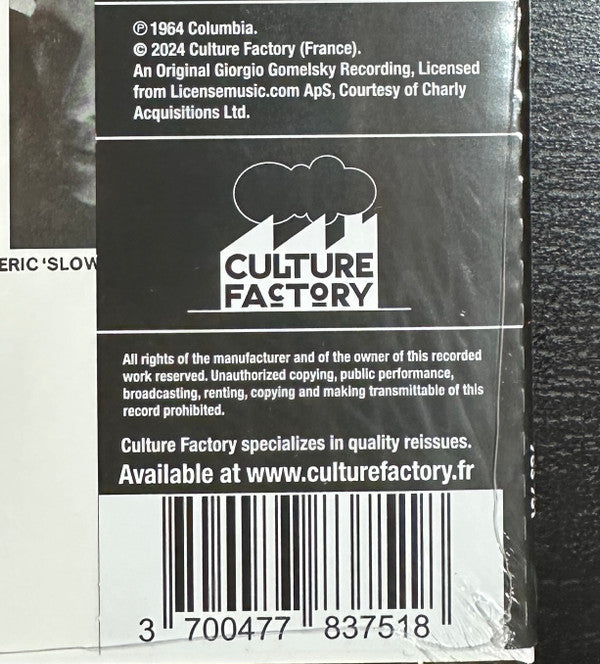 ℗ 1964 Columbia.
© 2024 Culture Factory (France).
An Original Giorgio Gomelsky Recording, Licensed
from Licensemusic.com ApS, Courtesy of Charly
Acquisitions Ltd.
ERIC 'SLOW
CULTURE
FACTORY
All rights of the manufacturer and of the owner of this recorded
work reserved. Unauthorized copying, public performance,
broadcasting, renting, copying and making transmittable of this
record prohibited.
Culture Factory specializes in quality reissues.
Available at www.culturefactory.fr
3 700477 837518